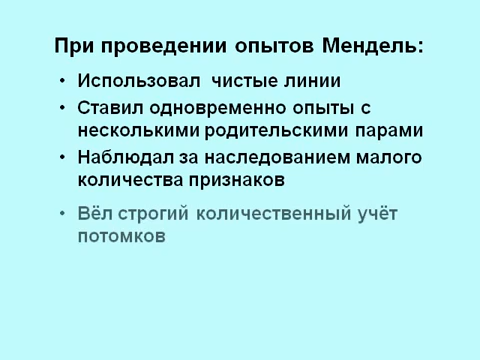 При проведении опытов Мендель:
• Использовал чистые линии
• Ставил одновременно опыты с
несколькими родительскими парами
• Наблюдал за наследованием малого
количества признаков
• Вёл строгий количественный учёт
потомков